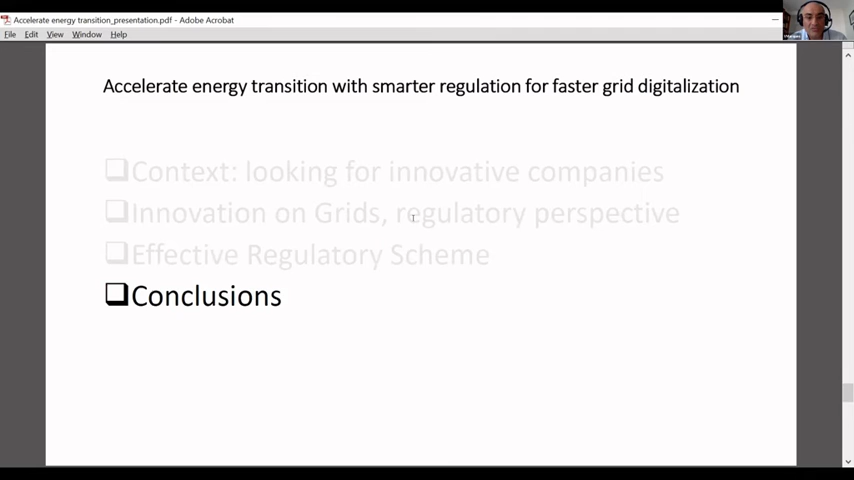 Accelerate energy transition_presentation.pdf - Adobe Acrobat
File Edit View Window Help
Accelerate energy transition with smarter regulation for faster grid digitalization
Context: looking for innovative companies
Innovation on Grids, regulatory perspective
Effective Regulatory Scheme
Conclusions